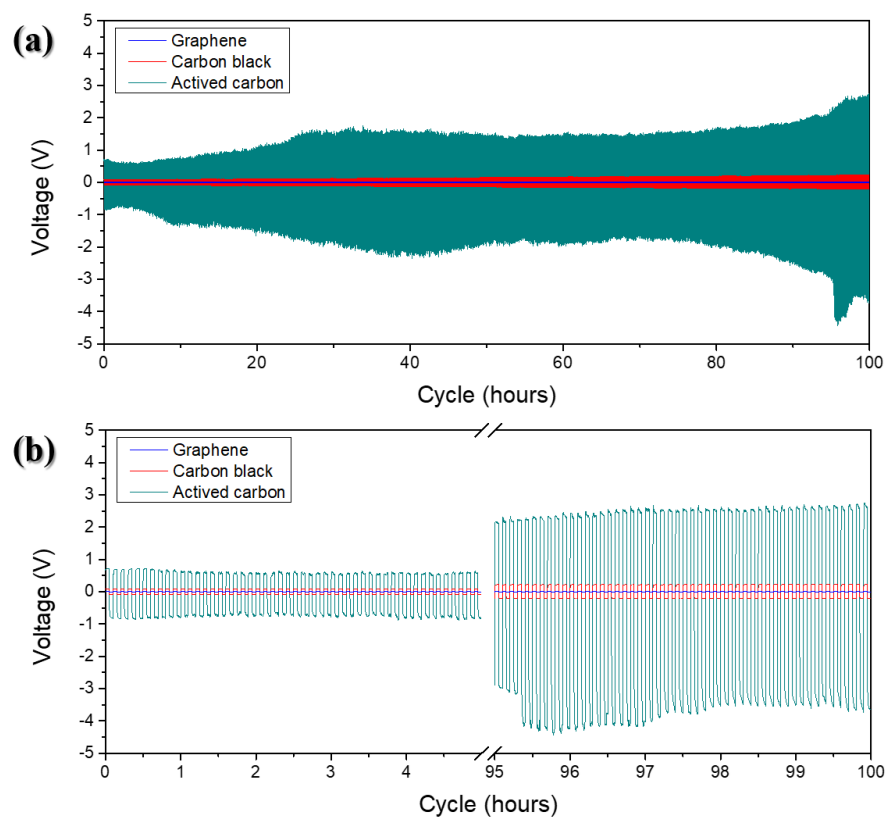 (a)
Graphene
Carbon black
Actived carbon
5
4
3
2
1
0
-1
-2
-3
-4
-5
Voltage (V)
0 20 40 60 80 100
Cycle (hours)
(b)
Graphene
Carbon black
Actived carbon
5
4
3
2
1
0
-1
-2
-3
-4
-5
Voltage (V)
0 1 2 3 4 95 96 97 98 99 100
Cycle (hours)